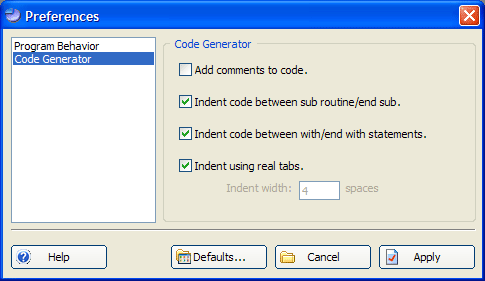 Preferences
Program Behavior
Code Generator
Code Generator
Add comments to code.
Indent code between sub routine/end sub.
Indent code between with/end with statements.
Indent using real tabs.
Indent width: 4 spaces
Help
Defaults...
Cancel
Apply